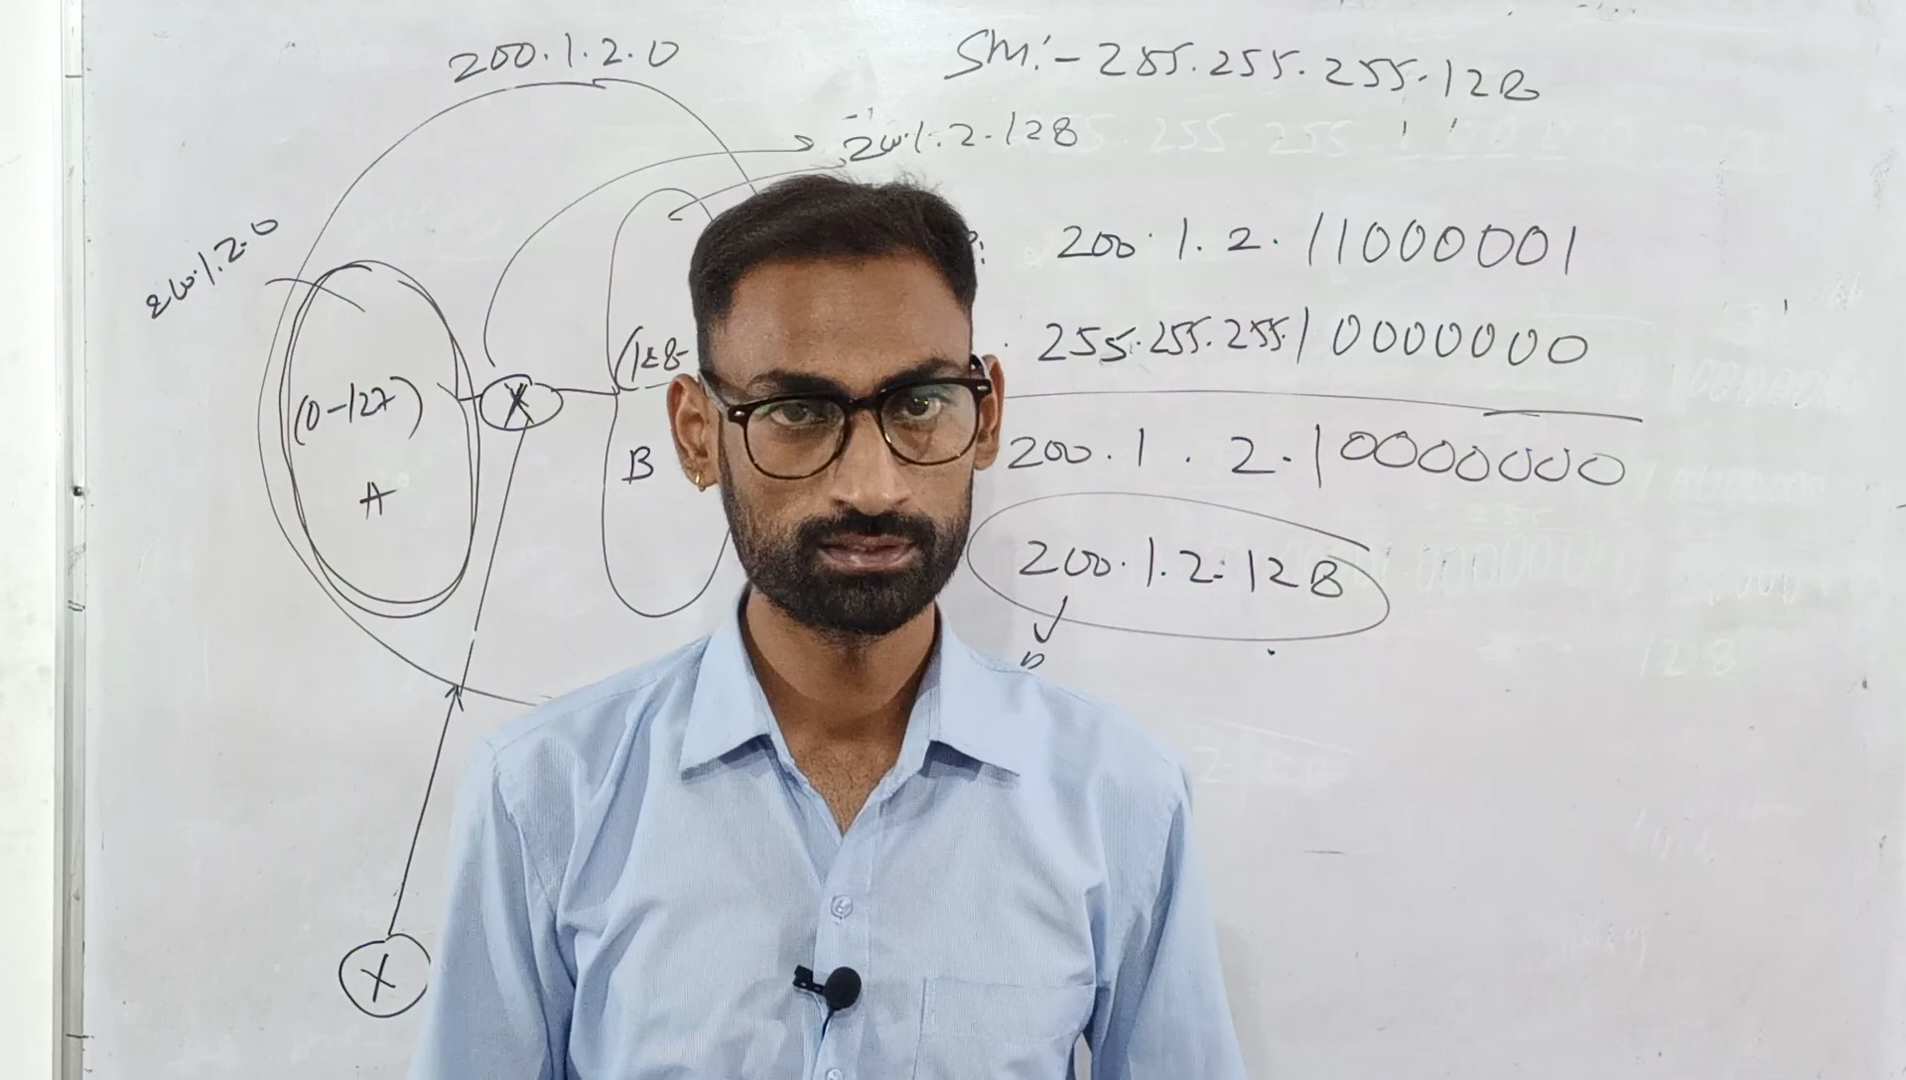 200.1.2.0
SM:- 255.255.255.128
200.1.2.128
200.1.2.0
200.1.2.11000001
255.255.255.10000000
(0-127)
(128-
A
B
200.1.2.10000000
200.1.2.128
X
X